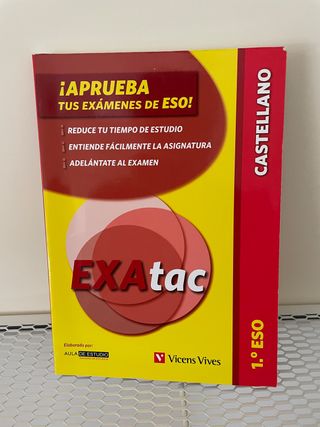 ¡APRUEBA
TUS EXÁMENES DE ESO!
REDUCE TU TIEMPO DE ESTUDIO
ENTIENDE FÁCILMENTE LA ASIGNATURA
ADELÁNTATE AL EXAMEN
EXAtac
Elaborado por:
AULA DE ESTUDIO
Vicens Vives
CASTELLANO
1.º ESO